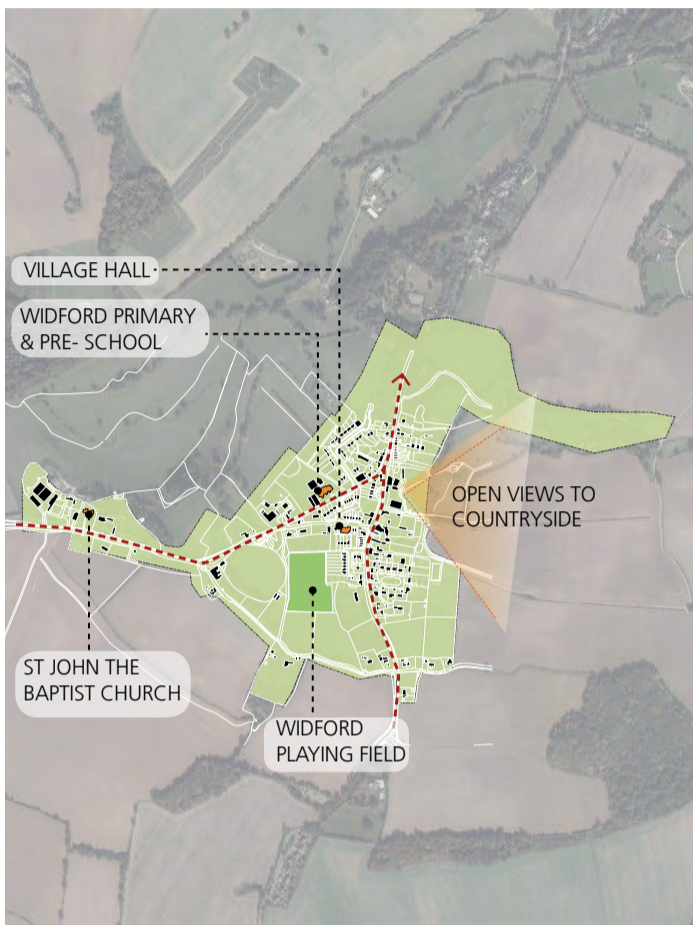 VILLAGE HALL
WIDFORD PRIMARY
& PRE- SCHOOL
OPEN VIEWS TO
COUNTRYSIDE
ST JOHN THE
BAPTIST CHURCH
WIDFORD
PLAYING FIELD